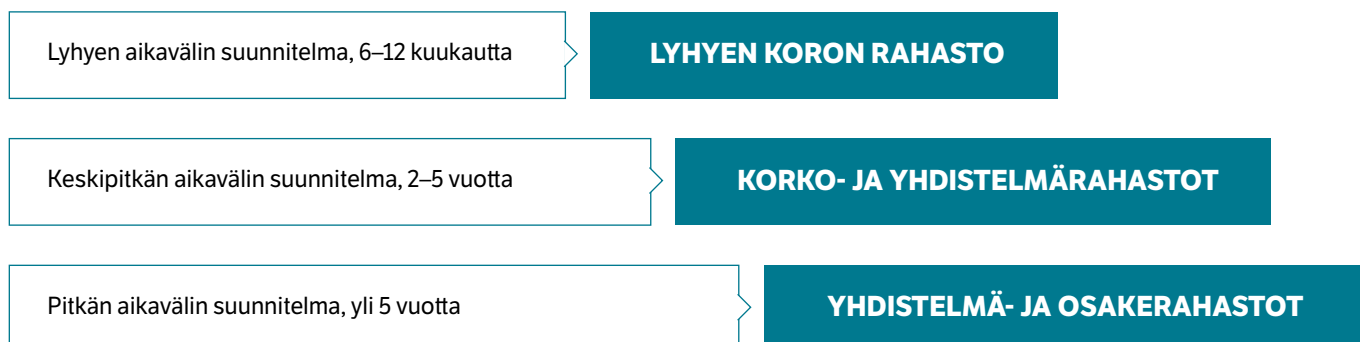 Lyhyen aikavälin suunnitelma, 6–12 kuukautta
LYHYEN KORON RAHASTO
Keskipitkän aikavälin suunnitelma, 2–5 vuotta
KORKO- JA YHDISTELMÄRAHASTOT
Pitkän aikavälin suunnitelma, yli 5 vuotta
YHDISTELMÄ- JA OSAKERAHASTOT